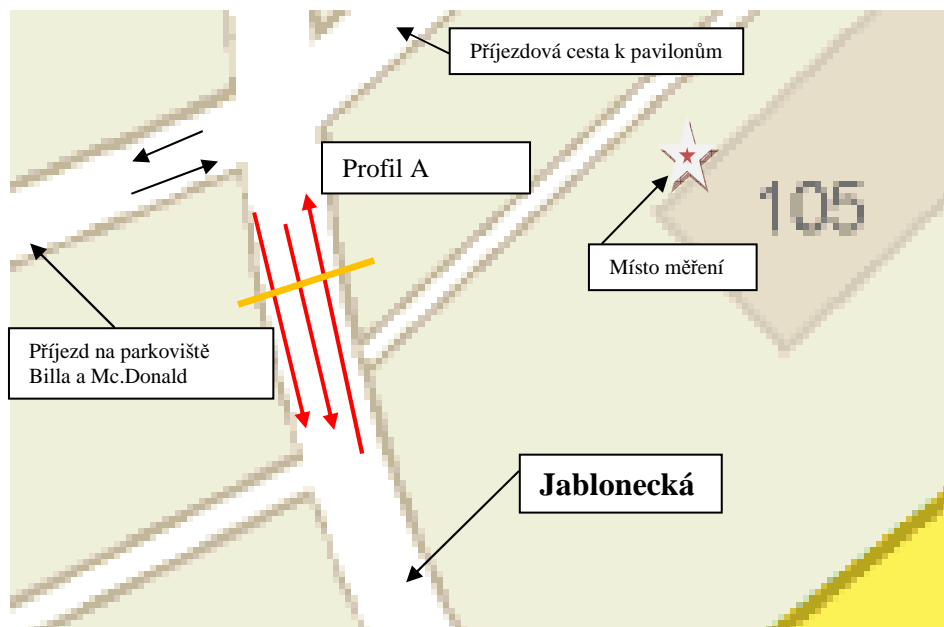 Příjezdová cesta k pavilonům
Profil A
105
Místo měření
Příjezd na parkoviště
Billa a Mc.Donald
Jablonecká